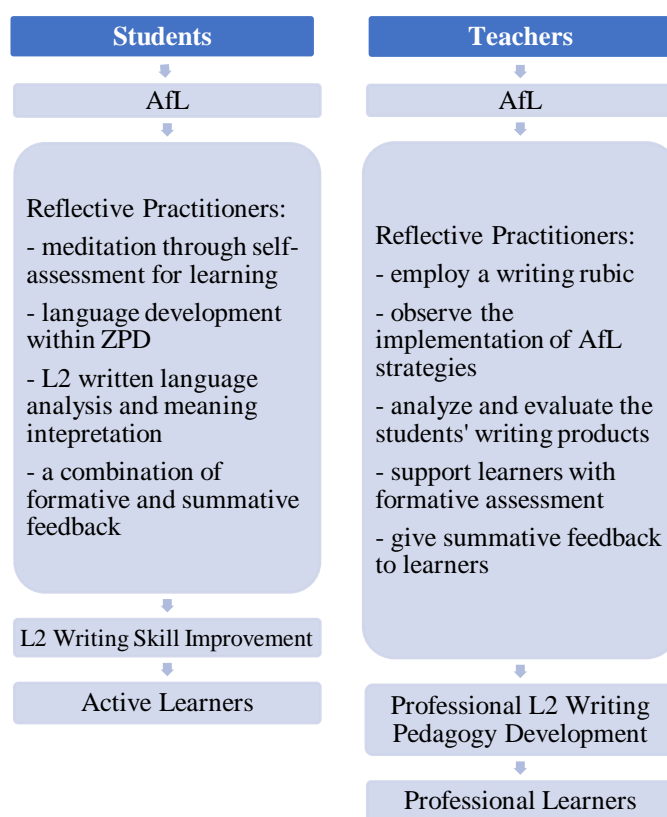 Students
AfL
Reflective Practitioners:
- meditation through self-
assessment for learning
- language development
within ZPD
- L2 written language
analysis and meaning
intepretation
- a combination of
formative and summative
feedback
L2 Writing Skill Improvement
Active Learners
Teachers
AfL
Reflective Practitioners:
- employ a writing rubic
- observe the
implementation of AfL
strategies
- analyze and evaluate the
students' writing products
- support learners with
formative assessment
- give summative feedback
to learners
Professional L2 Writing
Pedagogy Development
Professional Learners